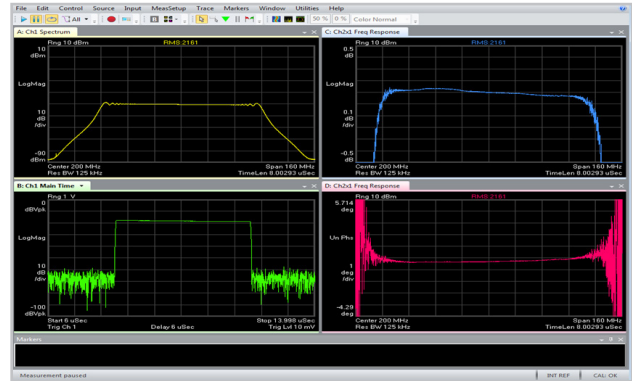 File Edit Control Source Input MeasSetup Trace Markers Window Utilities Help
All 50 % 0 % Color Normal
A: Ch1 Spectrum
Rng 10 dBm RMS 2161
10
dBm
LogMag
10
dB
/div
-90
dBm
Center 200 MHz Span 160 MHz
Res BW 125 kHz TimeLen 8.00293 uSec
C: Ch2x1 Freq Response
Rng 10 dBm RMS 2161
0.5
dB
LogMag
0.1
dB
/div
-0.5
dB
Center 200 MHz Span 160 MHz
Res BW 125 kHz TimeLen 8.00293 uSec
B: Ch1 Main Time
Rng 1 V
0
dBVpk
LogMag
10
dB
/div
-100
dBVpk
Start 6 uSec Stop 13.998 uSec
Trig Ch 1 Delay 6 uSec Trig Lvl 10 mV
D: Ch2x1 Freq Response
Rng 10 dBm RMS 2161
5.714
deg
Un Phs
1
deg
/div
-4.29
deg
Center 200 MHz Span 160 MHz
Res BW 125 kHz TimeLen 8.00293 uSec
Markers
Measurement paused INT REF CAL: OK